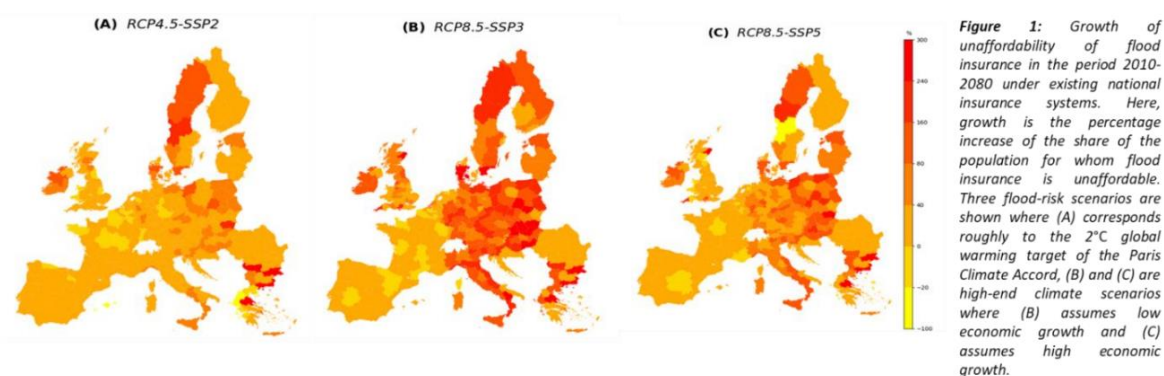 (A) RCP4.5-SSP2
(B) RCP8.5-SSP3
(C) RCP8.5-SSP5
%
300
240
160
80
40
0
-20
-100
Figure 1: Growth of
unaffordability of flood
insurance in the period 2010-
2080 under existing national
insurance systems. Here,
growth is the percentage
increase of the share of the
population for whom flood
insurance is unaffordable.
Three flood-risk scenarios are
shown where (A) corresponds
roughly to the 2°C global
warming target of the Paris
Climate Accord, (B) and (C) are
high-end climate scenarios
where (B) assumes low
economic growth and (C)
assumes high economic
growth.